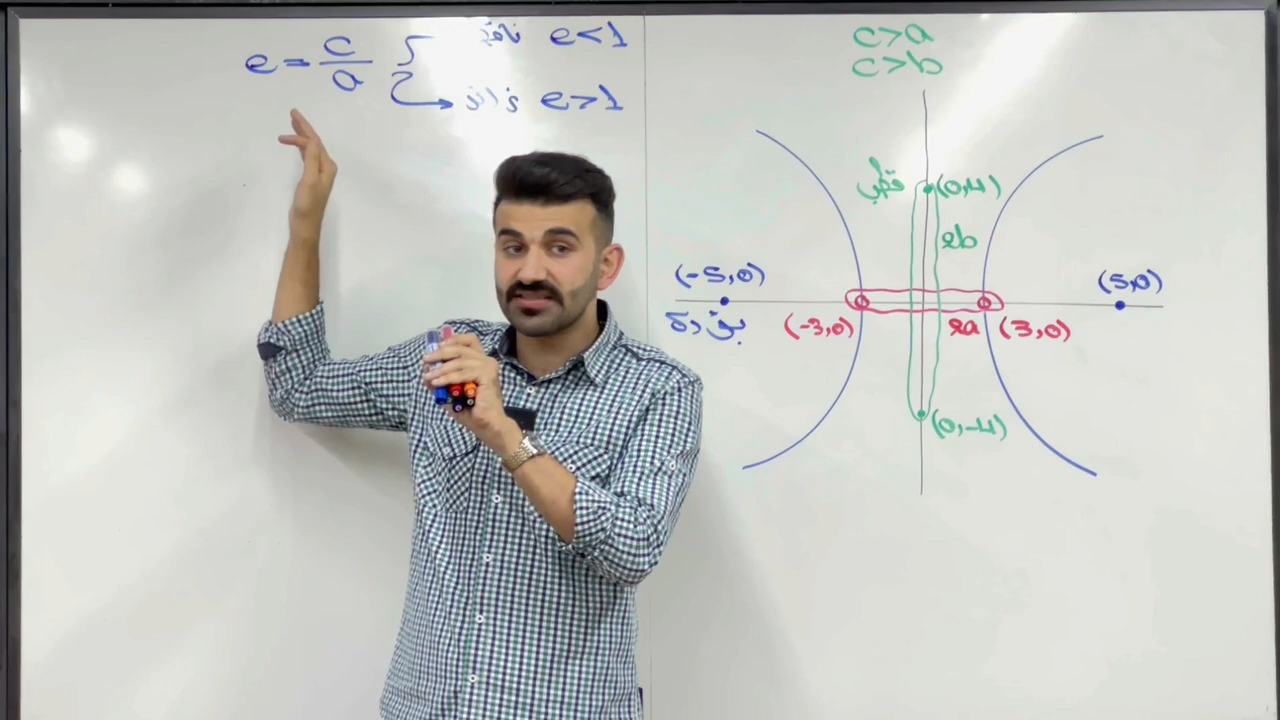 e = c/a
ناقص e<1
زائد e>1
c>a
c>b
قطب (0,4)
2b
(-5,0)
(5,0)
بؤرة
(-3,0)
2a (3,0)
(0,-4)